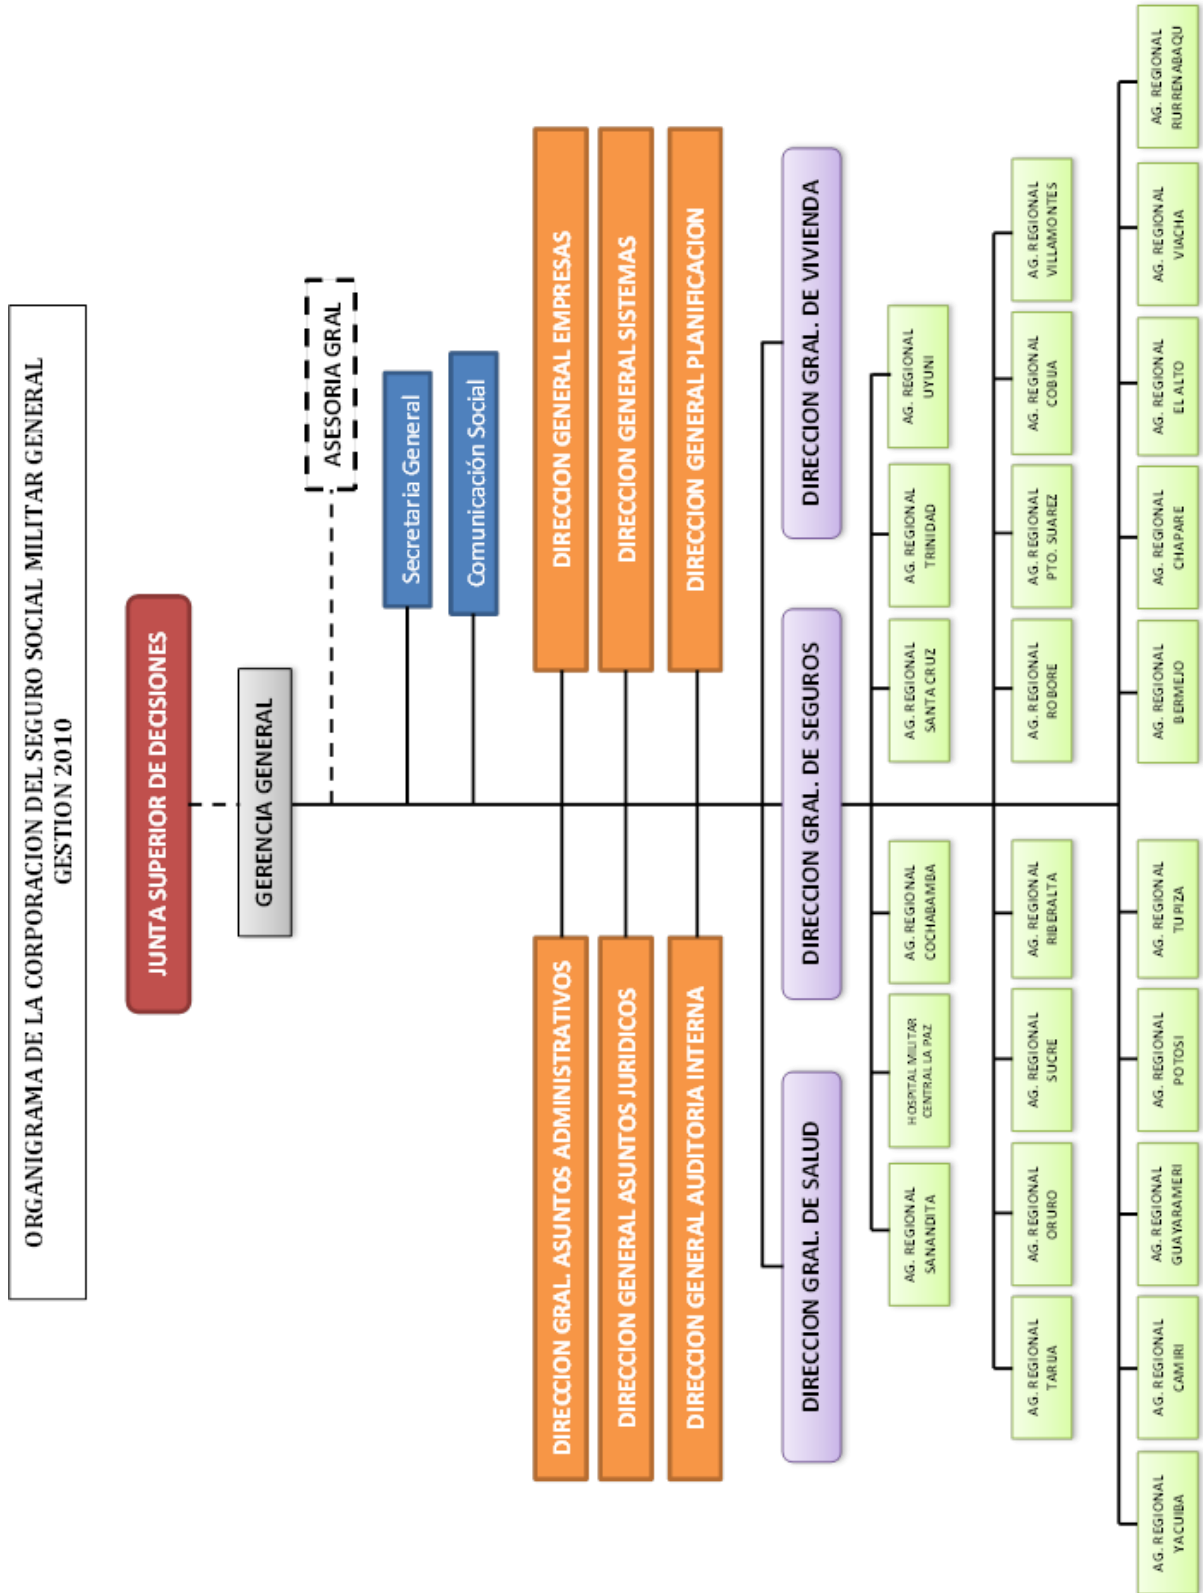 ORGANIGRAMA DE LA CORPORACION DEL SEGURO SOCIAL MILITAR GENERAL
GESTION 2010
JUNTA SUPERIOR DE DECISIONES
GERENCIA GENERAL
ASESORIA GRAL
Secretaria General
Comunicación Social
DIRECCION GRAL. ASUNTOS ADMINISTRATIVOS
DIRECCION GENERAL EMPRESAS
DIRECCION GENERAL ASUNTOS JURIDICOS
DIRECCION GENERAL SISTEMAS
DIRECCION GENERAL AUDITORIA INTERNA
DIRECCION GENERAL PLANIFICACION
DIRECCION GRAL. DE SALUD
DIRECCION GRAL. DE SEGUROS
DIRECCION GRAL. DE VIVIENDA
AG. REGIONAL
SANANDITA
HOSPITAL MILITAR
CENTRAL LA PAZ
AG. REGIONAL
COCHABAMBA
AG. REGIONAL
SANTA CRUZ
AG. REGIONAL
TRINIDAD
AG. REGIONAL
UYUNI
AG. REGIONAL
TARIJA
AG. REGIONAL
ORURO
AG. REGIONAL
SUCRE
AG. REGIONAL
RIBERALTA
AG. REGIONAL
ROBORE
AG. REGIONAL
PTO. SUAREZ
AG. REGIONAL
COBIJA
AG. REGIONAL
VILLAMONTES
AG. REGIONAL
YACUIBA
AG. REGIONAL
CAMIRI
AG. REGIONAL
GUAYARAMERI
AG. REGIONAL
POTOSI
AG. REGIONAL
TUPIZA
AG. REGIONAL
BERMEJO
AG. REGIONAL
CHAPARE
AG. REGIONAL
EL ALTO
AG. REGIONAL
VIACHA
AG. REGIONAL
RURRENABAQU